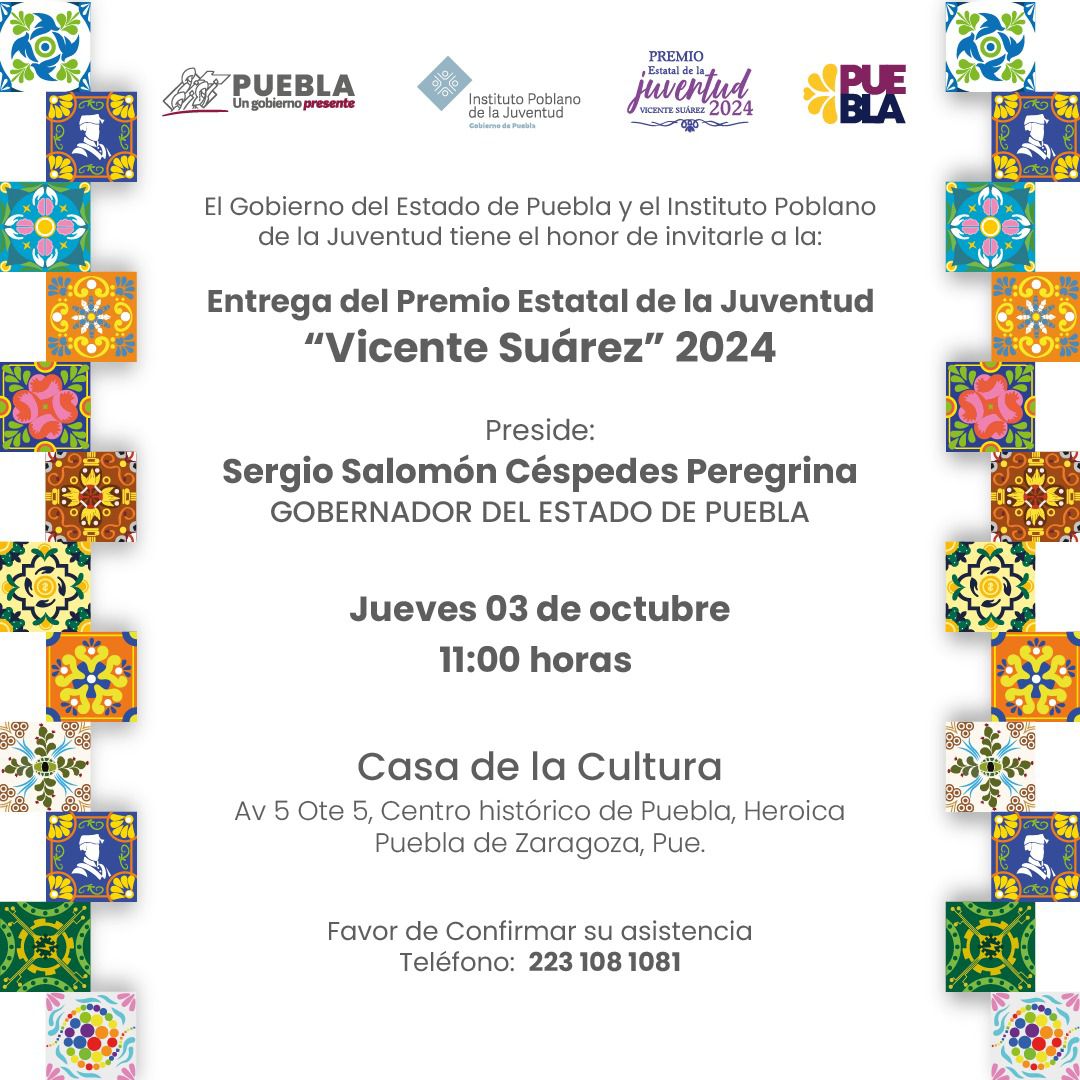 PUEBLA
Un gobierno presente
Instituto Poblano
de la Juventud
Gobierno de Puebla
PREMIO
Estatal de la
juventud
VICENTE SUÁREZ 2024
PUE
BLA
El Gobierno del Estado de Puebla y el Instituto Poblano
de la Juventud tiene el honor de invitarle a la:
Entrega del Premio Estatal de la Juventud
“Vicente Suárez” 2024
Preside:
Sergio Salomón Céspedes Peregrina
GOBERNADOR DEL ESTADO DE PUEBLA
Jueves 03 de octubre
11:00 horas
Casa de la Cultura
Av 5 Ote 5, Centro histórico de Puebla, Heroica
Puebla de Zaragoza, Pue.
Favor de Confirmar su asistencia
Teléfono: 223 108 1081